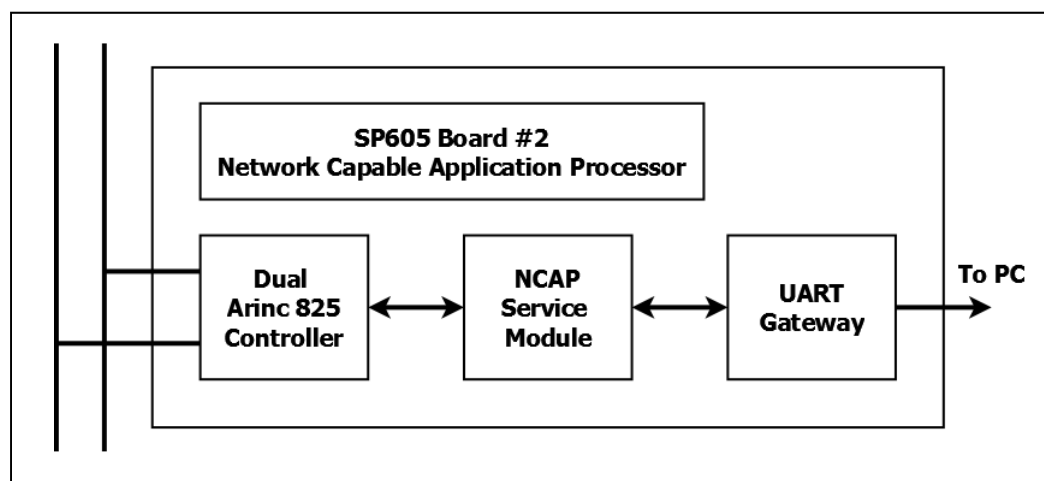 SP605 Board #2
Network Capable Application Processor
Dual
Arinc 825
Controller
NCAP
Service
Module
UART
Gateway
To PC